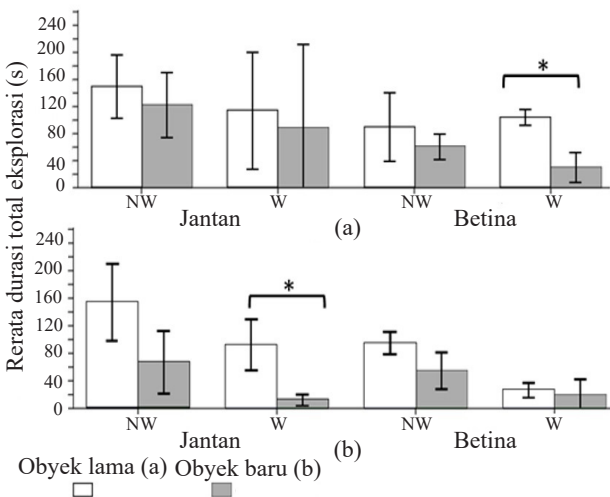 Rerata durasi total eksplorasi (s)
240
200
160
120
80
40
0
*
NW W NW W
Jantan Betina
(a)
240
200
160
120
80
40
0
*
NW W NW W
Jantan Betina
(b)
Obyek lama (a) Obyek baru (b)